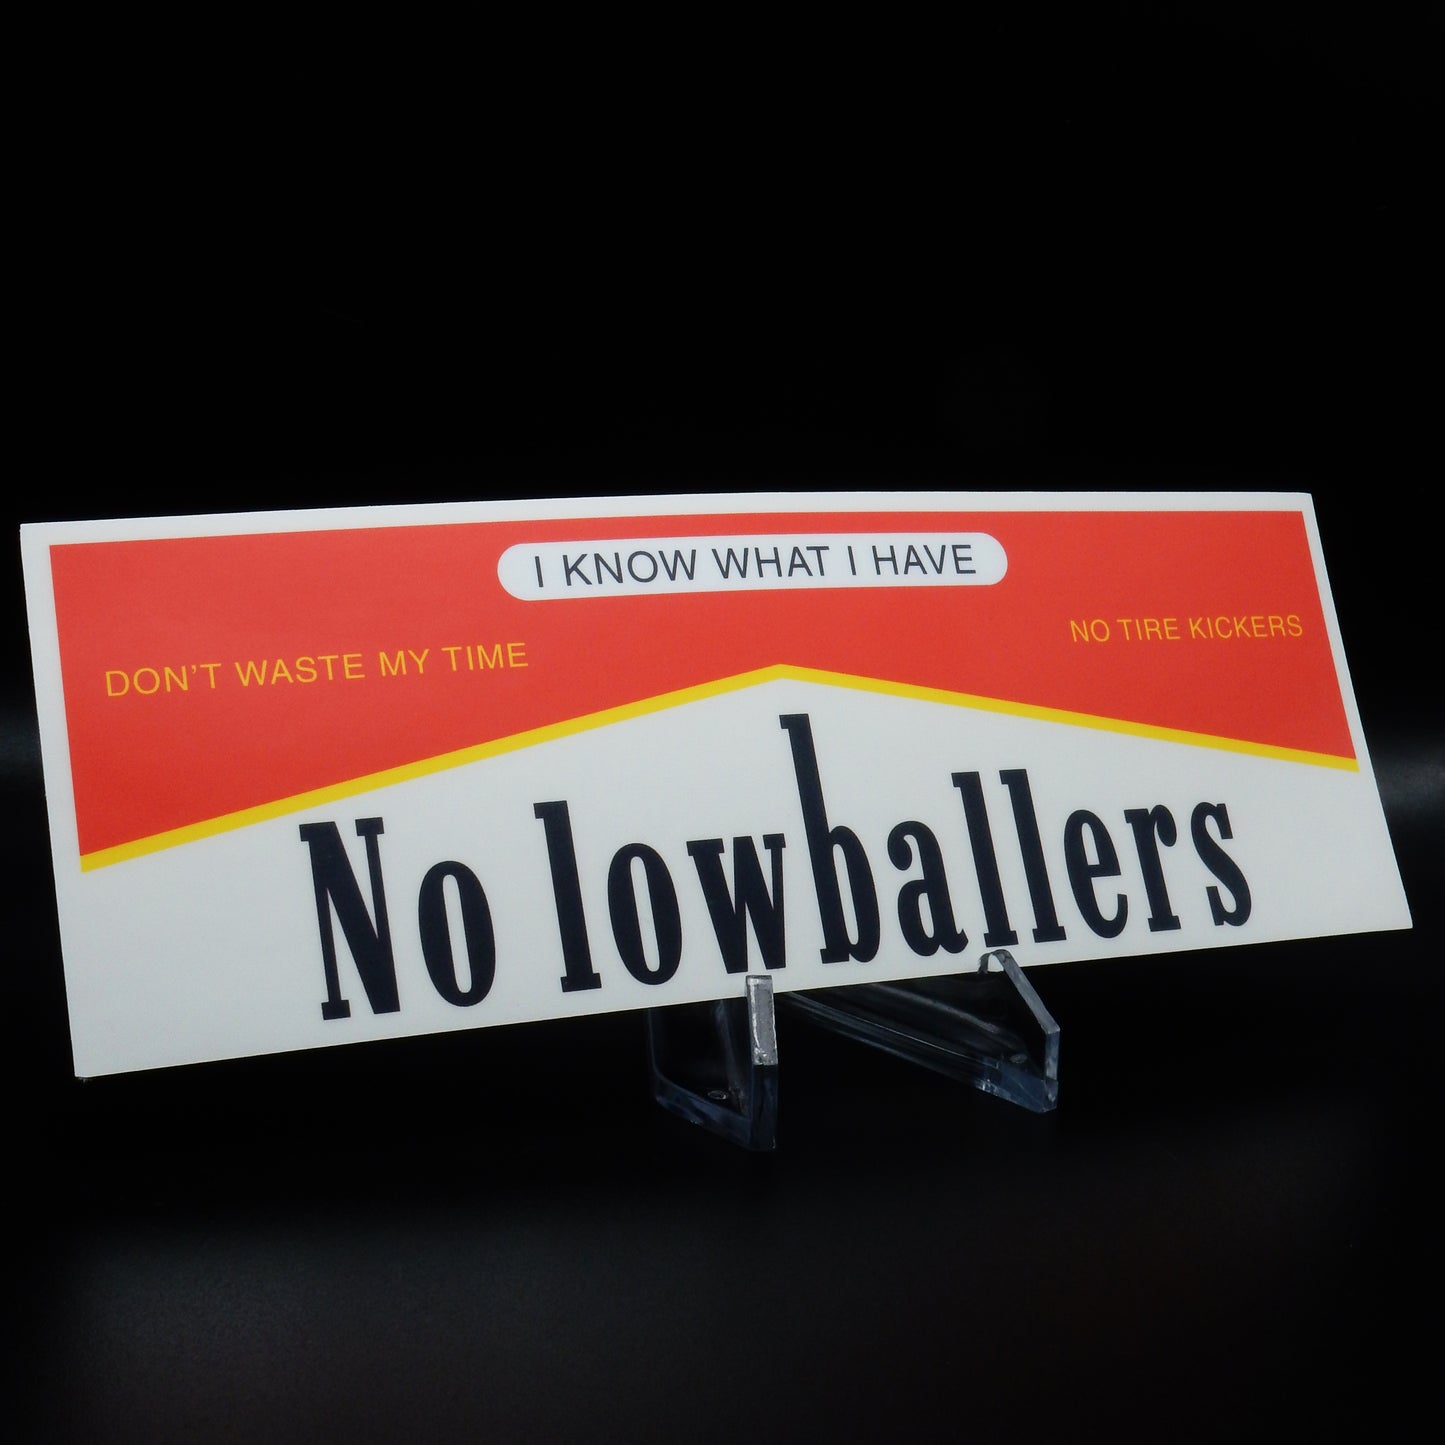 I KNOW WHAT I HAVE
DON'T WASTE MY TIME
NO TIRE KICKERS
No lowballers